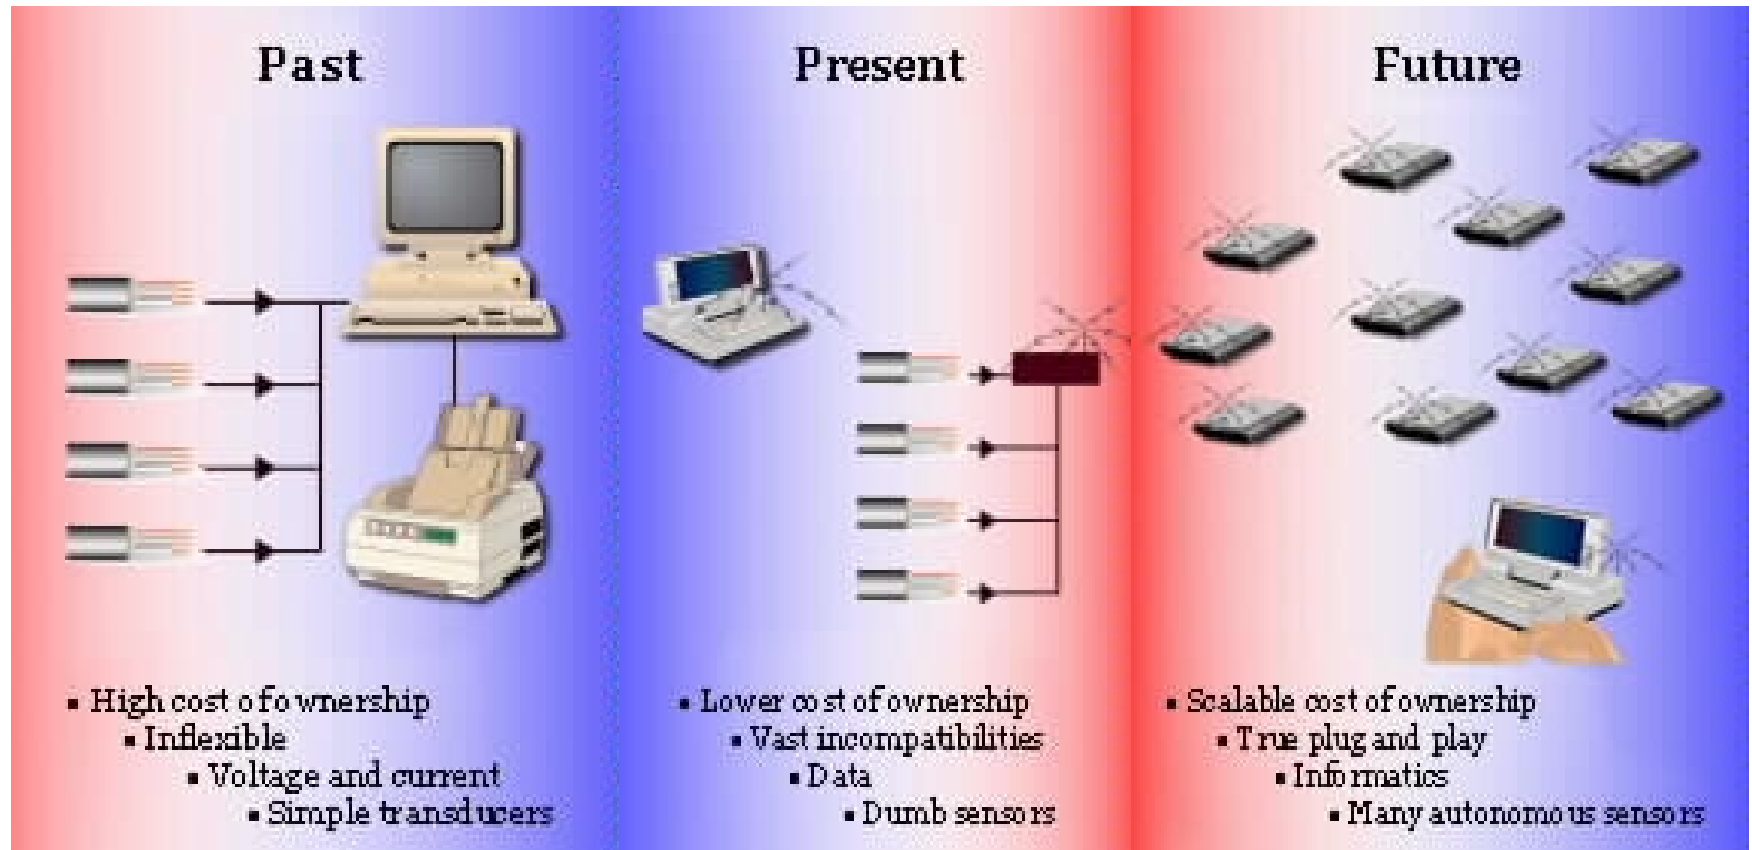 Past
▪ High cost of ownership
▪ Inflexible
▪ Voltage and current
▪ Simple transducers
Present
▪ Lower cost of ownership
▪ Vast incompatibilities
▪ Data
▪ Dumb sensors
Future
▪ Scalable cost of ownership
▪ True plug and play
▪ Informatics
▪ Many autonomous sensors